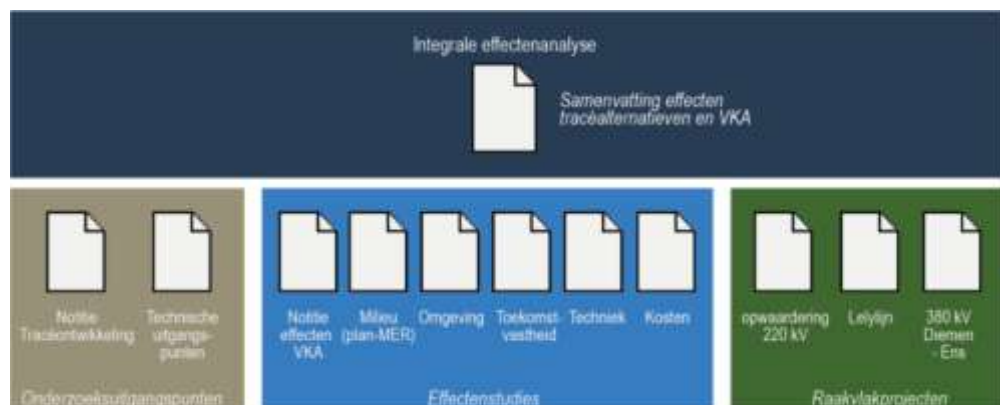 Integrale effectenanalyse
Samenvatting effecten
tracéalternatieven en VKA
Notitie
Tracéontwikkeling
Technische
uitgangs-
punten
Onderzoeksuitgangspunten
Notitie
effecten
VKA
Milieu
(plan-MER)
Omgeving
Toekomst-
vastheid
Techniek
Kosten
Effectenstudies
opwaardering
220 kV
Lelylijn
380 kV
Diemen
- Ens
Raakvlakprojecten